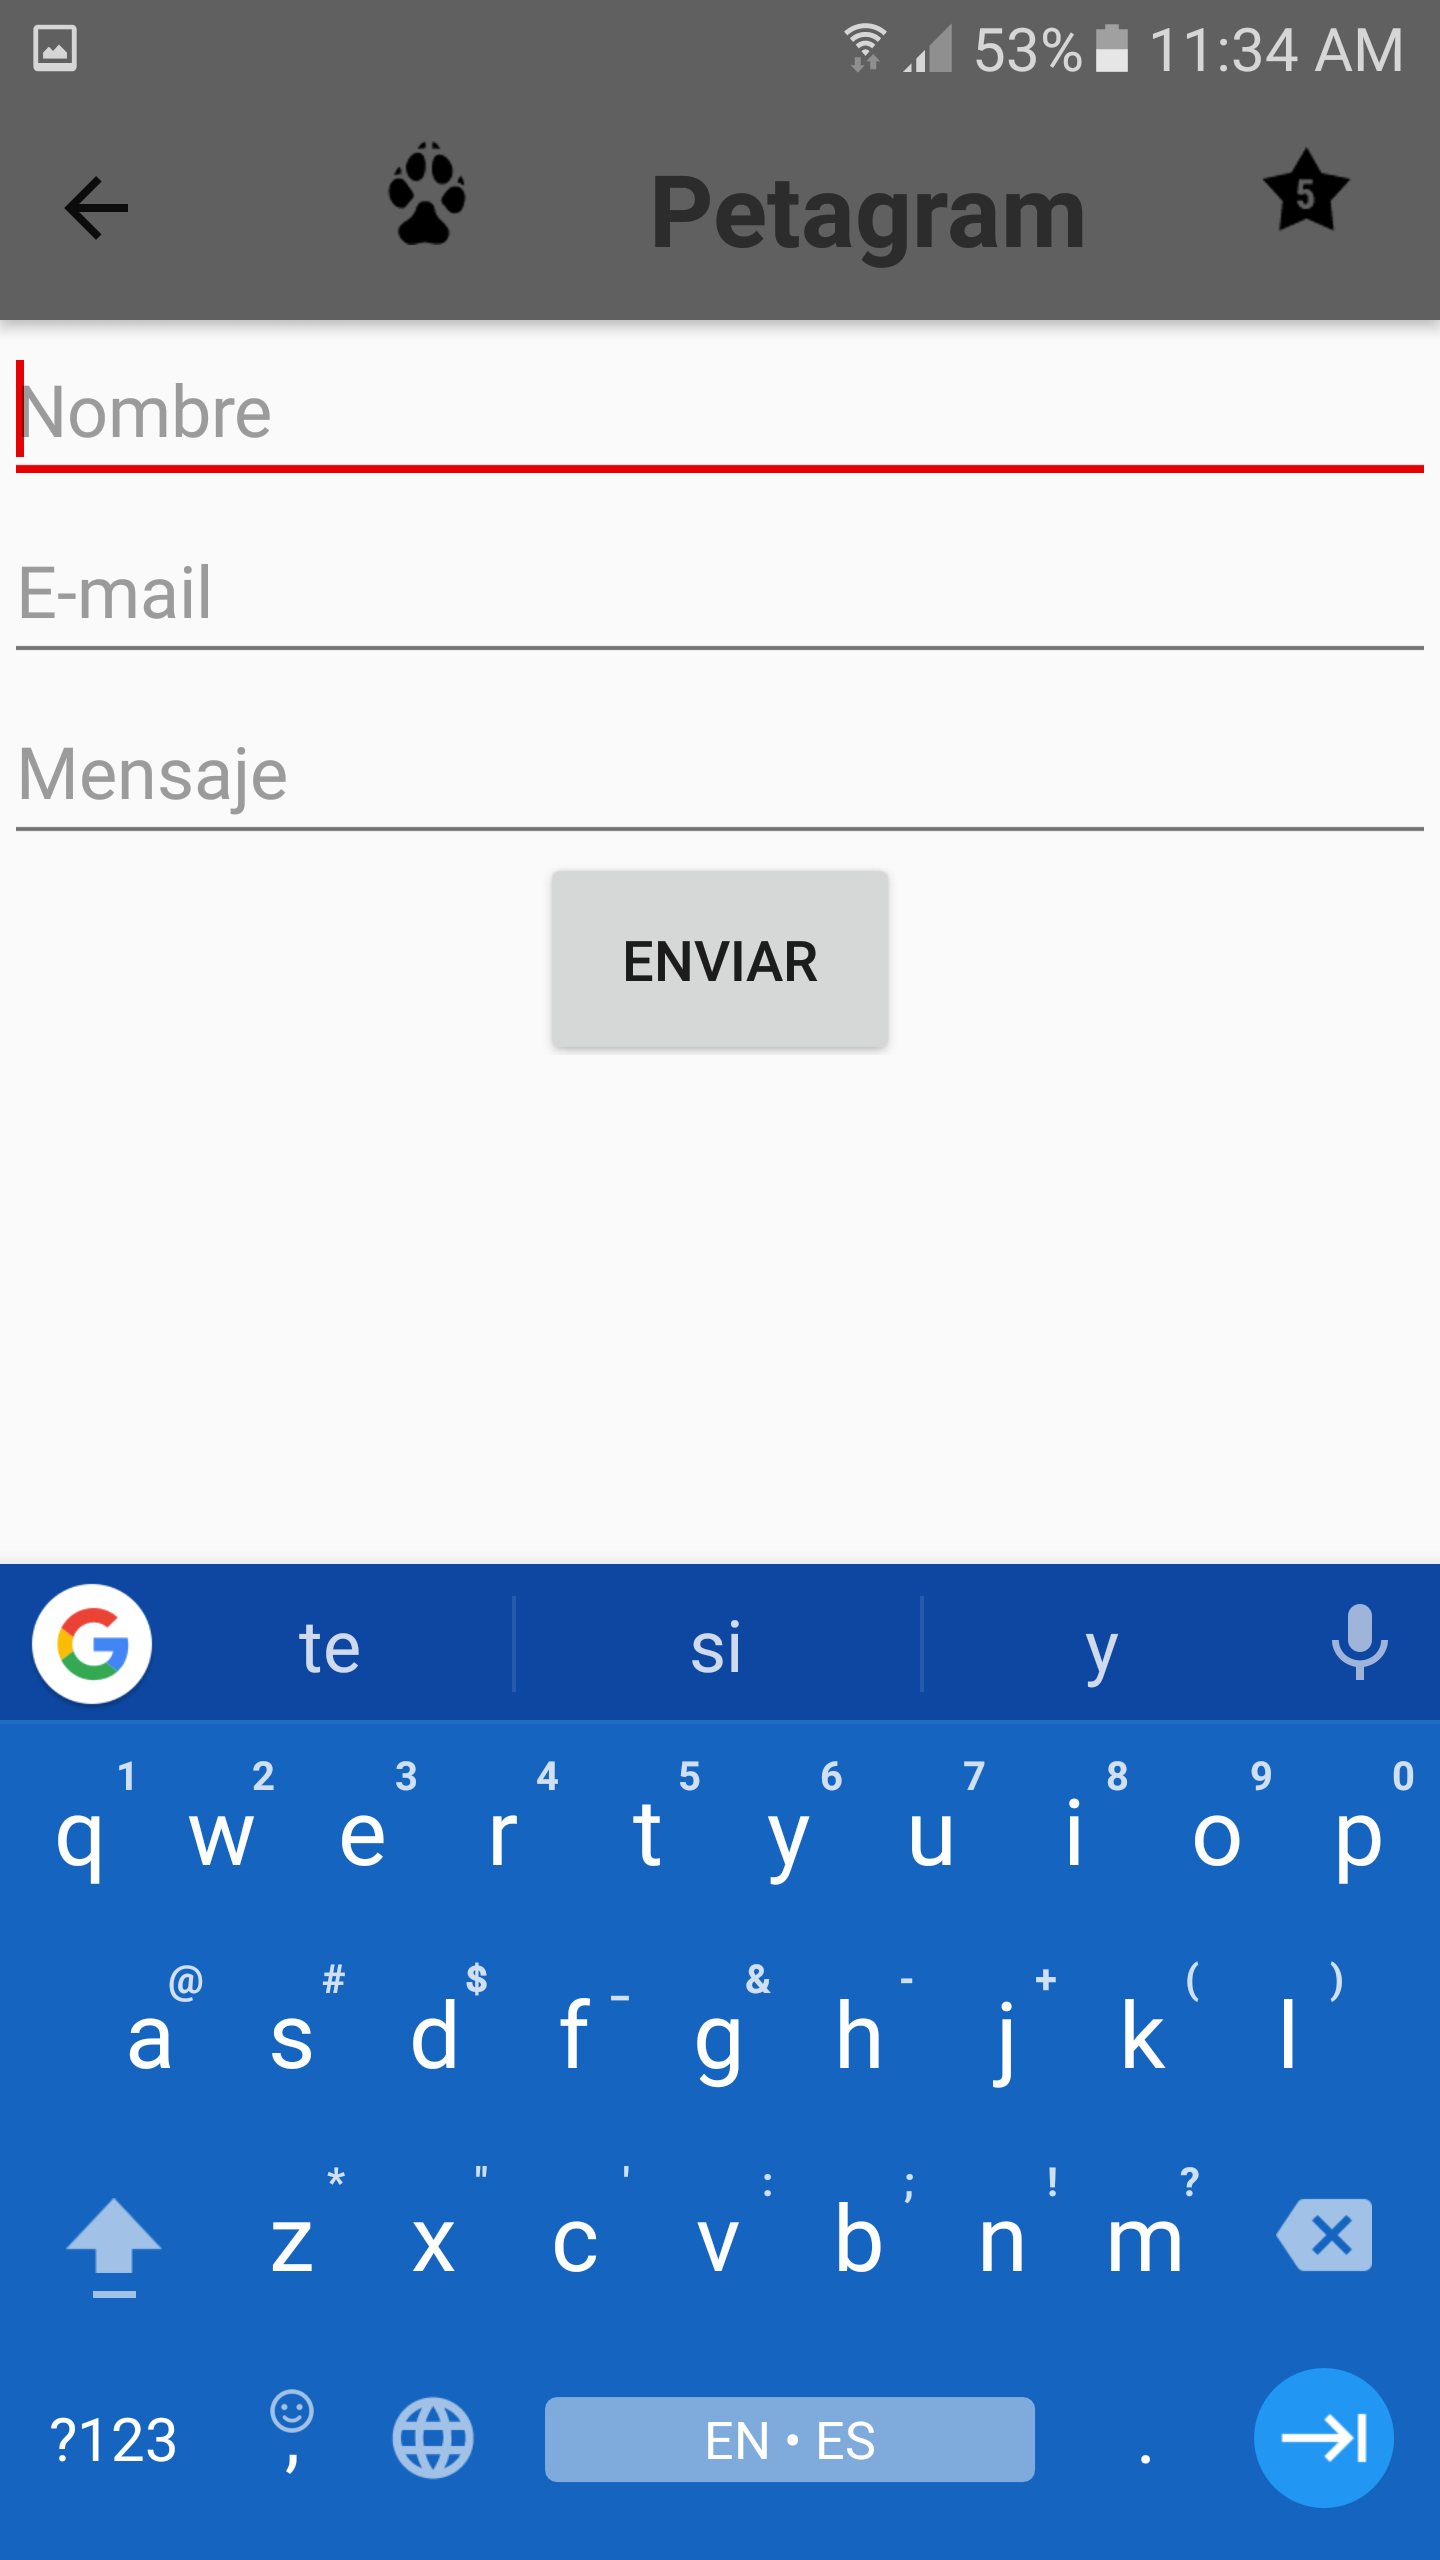 53% 11:34 AM
Petagram 5
Nombre
E-mail
Mensaje
ENVIAR
G te si y
1 2 3 4 5 6 7 8 9 0
q w e r t y u i o p
@ # $ _ & - + ( )
a s d f g h j k l
* " ' : ; ! ?
z x c v b n m
?123 , EN • ES .